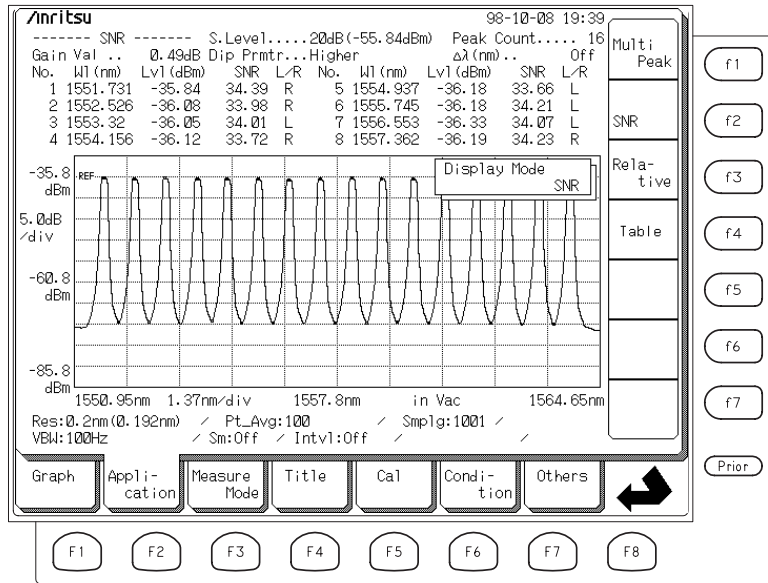 Anritsu 98-10-08 19:39
------- SNR ------- S.Level.....20dB(-55.84dBm) Peak Count..... 16
Gain Val .. 0.49dB Dip Prmtr...Higher Δλ(nm).. Off
No. Wl(nm) Lvl(dBm) SNR L/R No. Wl(nm) Lvl(dBm) SNR L/R
1 1551.731 -35.84 34.39 R 5 1554.937 -36.18 33.66 L
2 1552.526 -36.08 33.98 R 6 1555.745 -36.18 34.21 L
3 1553.32 -36.05 34.01 L 7 1556.553 -36.33 34.07 L
4 1554.156 -36.12 33.72 R 8 1557.362 -36.19 34.23 R
-35.8
dBm
REF
5.0dB
/div
-60.8
dBm
-85.8
dBm
Display Mode
SNR
1550.95nm 1.37nm/div 1557.8nm in Vac 1564.65nm
Res:0.2nm(0.192nm) / Pt_Avg:100 / Smplg:1001 /
VBW:100Hz / Sm:Off / Intvl:Off / /
Multi
Peak
SNR
Rela-
tive
Table
f1
f2
f3
f4
f5
f6
f7
Prior
Graph
Appli-
cation
Measure
Mode
Title
Cal
Condi-
tion
Others
F1 F2 F3 F4 F5 F6 F7 F8